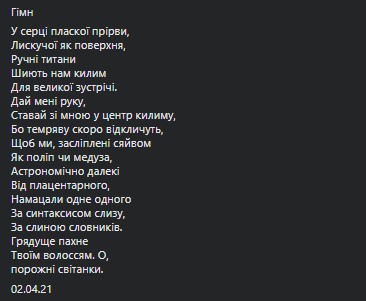 Гімн
У серці пласкої прірви,
Лискучої як поверхня,
Ручні титани
Шиють нам килим
Для великої зустрічі.
Дай мені руку,
Ставай зі мною у центр килиму,
Бо темряву скоро відкличуть,
Щоб ми, засліплені сяйвом
Як поліп чи медуза,
Астрономічно далекі
Від плацентарного,
Намацали одне одного
За синтаксисом слизу,
За слиною словників.
Грядуще пахне
Твоїм волоссям. О,
порожні світанки.
02.04.21